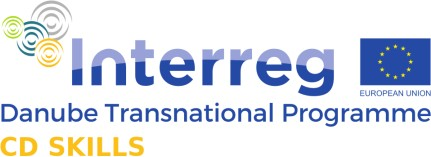 Interreg
EUROPEAN UNION
Danube Transnational Programme
CD SKILLS